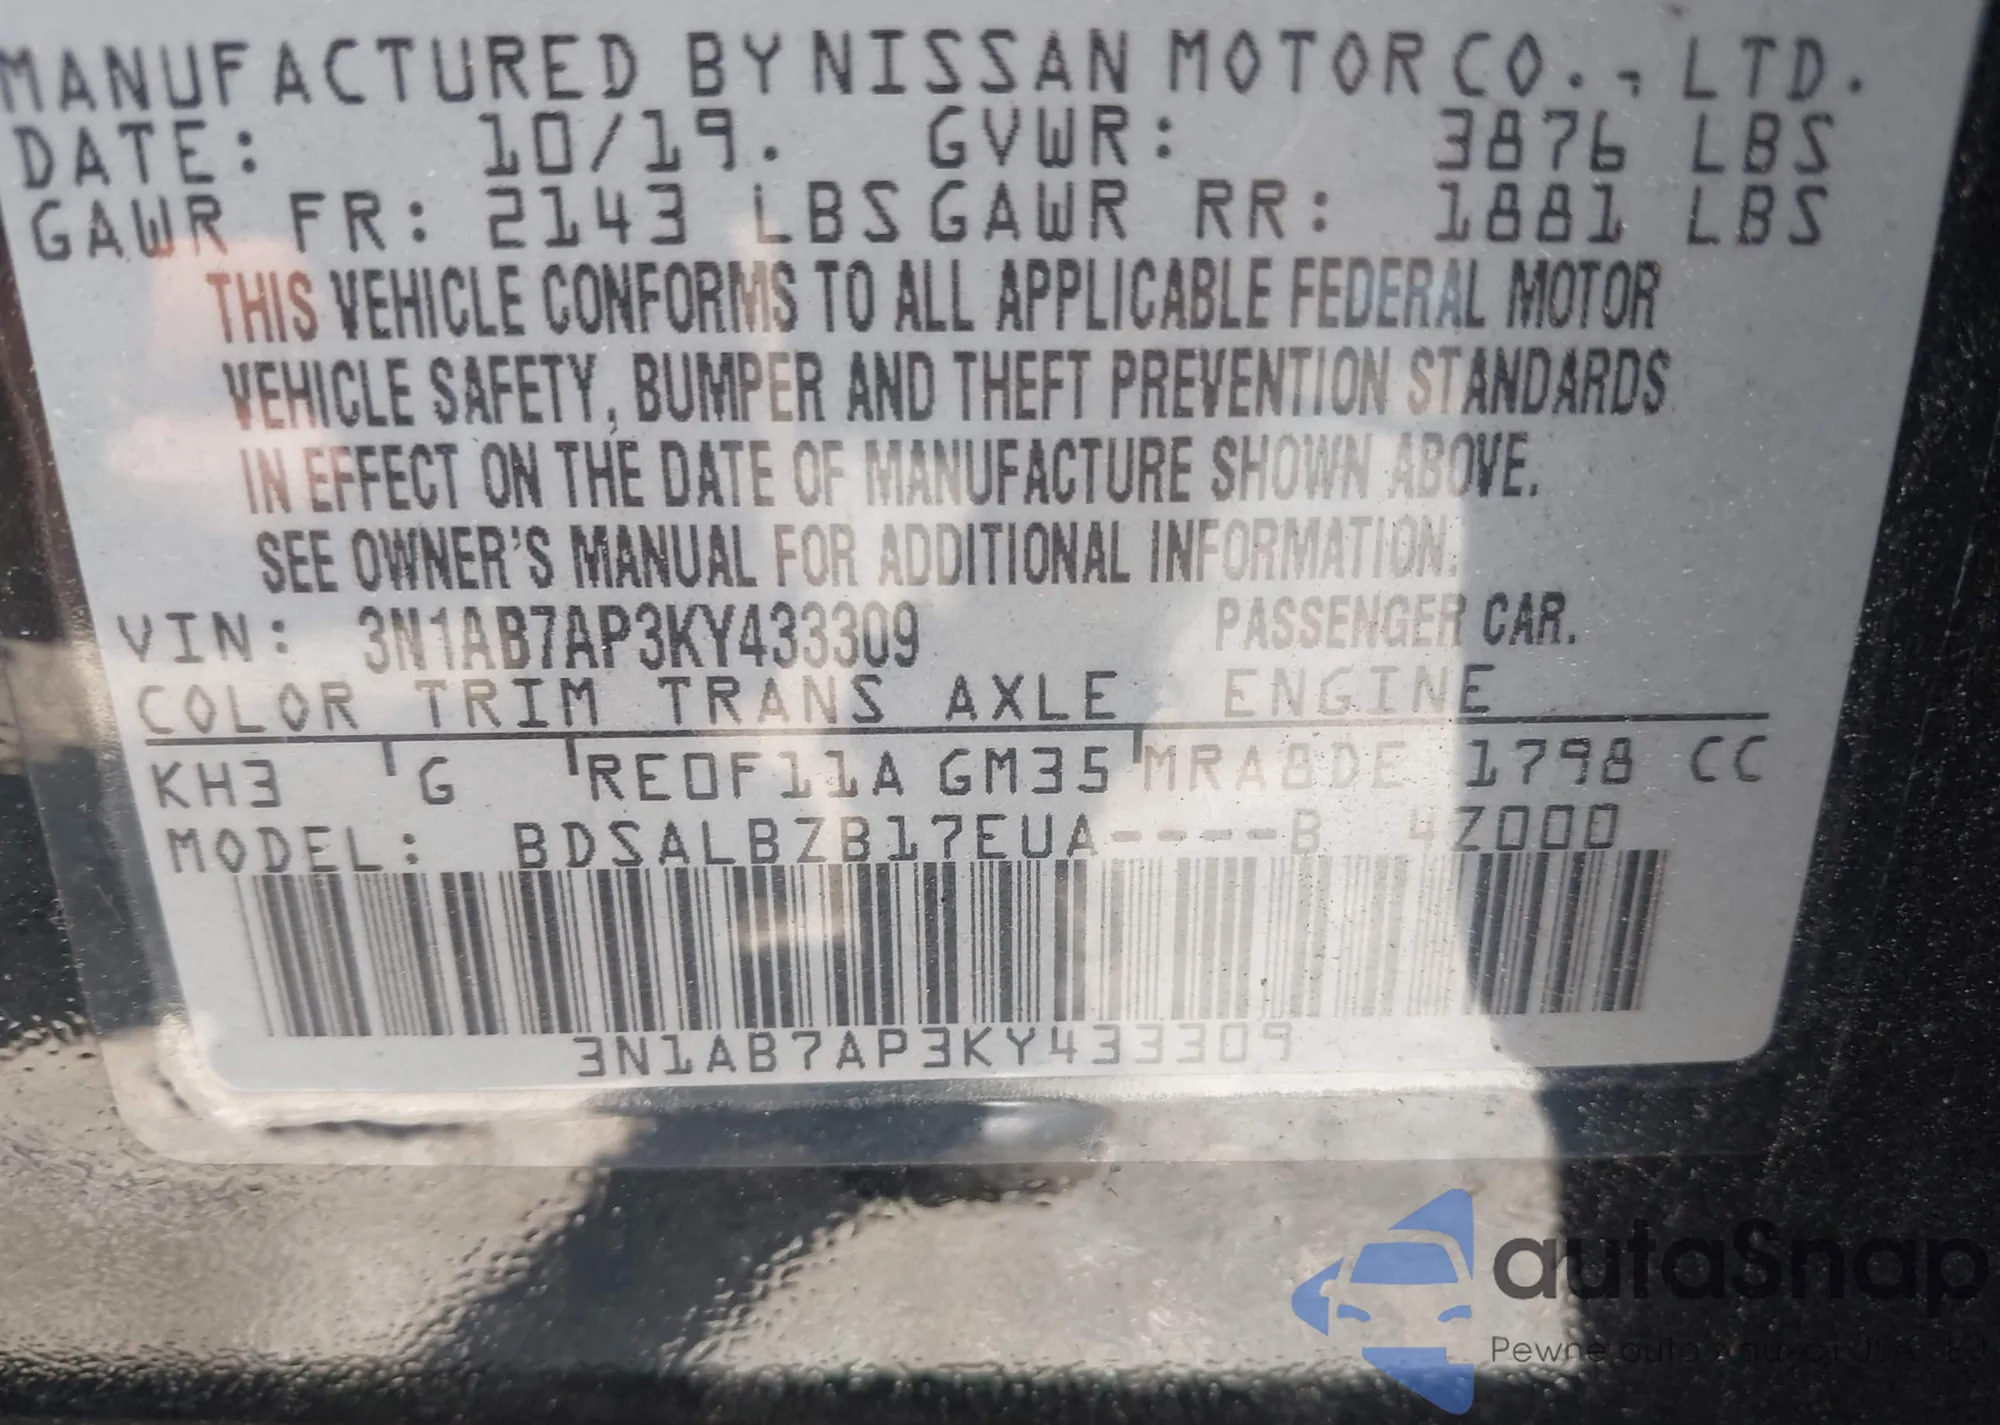 MANUFACTURED BY NISSAN MOTOR CO., LTD.
DATE: 10/19. GVWR: 3876 LBS
GAWR FR: 2143 LBS GAWR RR: 1881 LBS
THIS VEHICLE CONFORMS TO ALL APPLICABLE FEDERAL MOTOR
VEHICLE SAFETY, BUMPER AND THEFT PREVENTION STANDARDS
IN EFFECT ON THE DATE OF MANUFACTURE SHOWN ABOVE.
SEE OWNER'S MANUAL FOR ADDITIONAL INFORMATION.
VIN: 3N1AB7AP3KY433309 PASSENGER CAR.
COLOR TRIM TRANS AXLE ENGINE
KH3 G RE0F11A GM35 MRA8DE 1798 CC
MODEL: BDSALBZB17EUA----B 4Z000
3N1AB7AP3KY433309
autaSnap
Pewne auta z